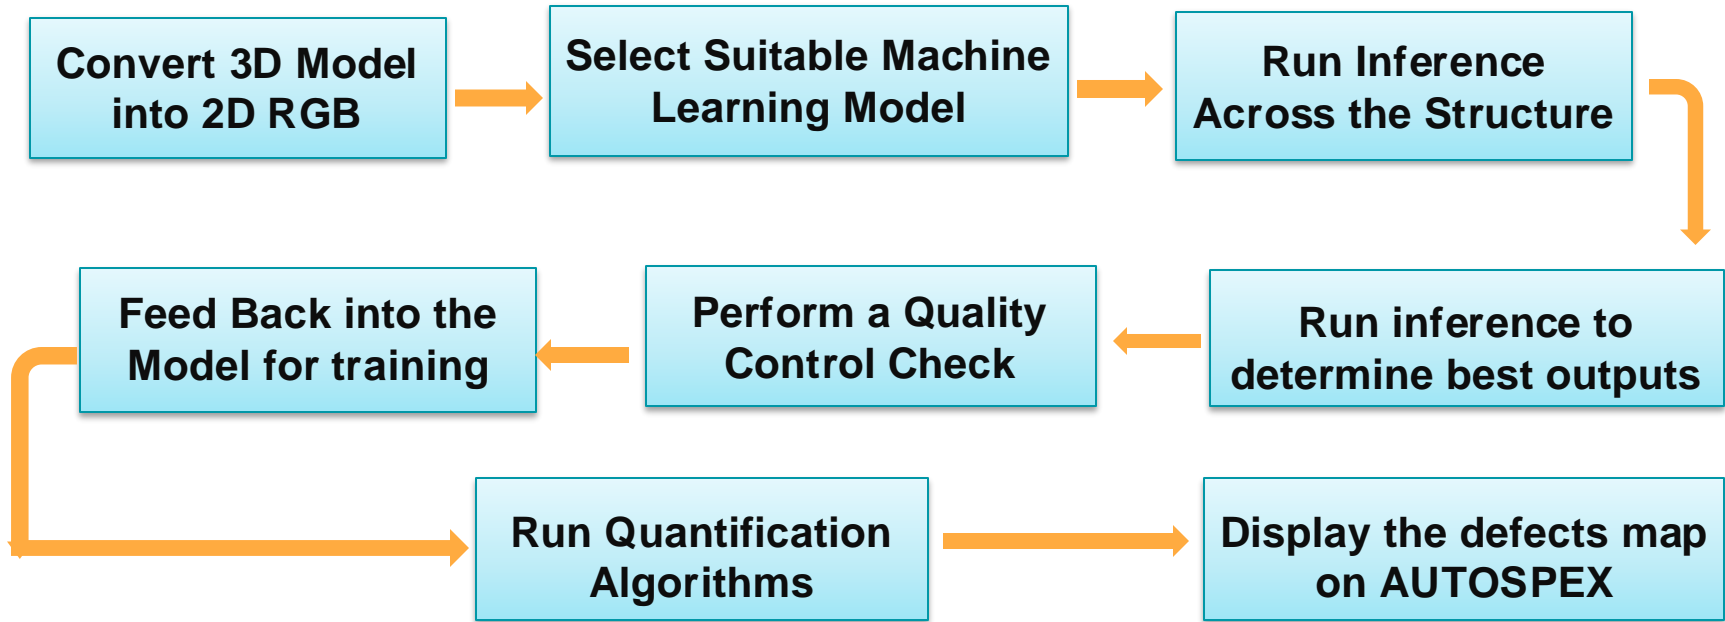 Convert 3D Model
into 2D RGB
Select Suitable Machine
Learning Model
Run Inference
Across the Structure
Run inference to
determine best outputs
Perform a Quality
Control Check
Feed Back into the
Model for training
Run Quantification
Algorithms
Display the defects map
on AUTOSPEX